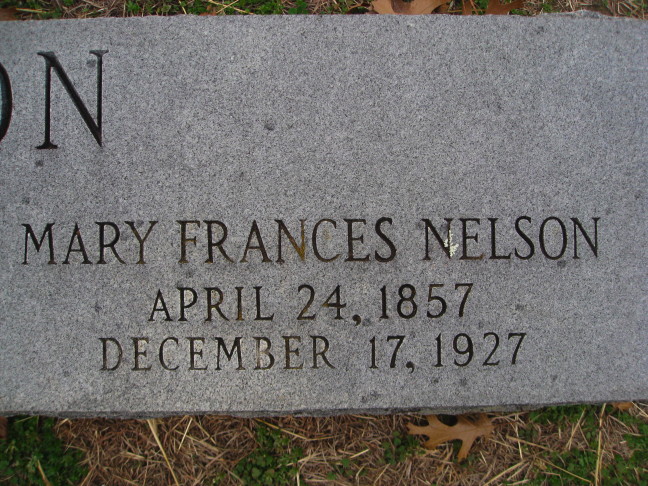 ON
MARY FRANCES NELSON
APRIL 24, 1857
DECEMBER 17, 1927